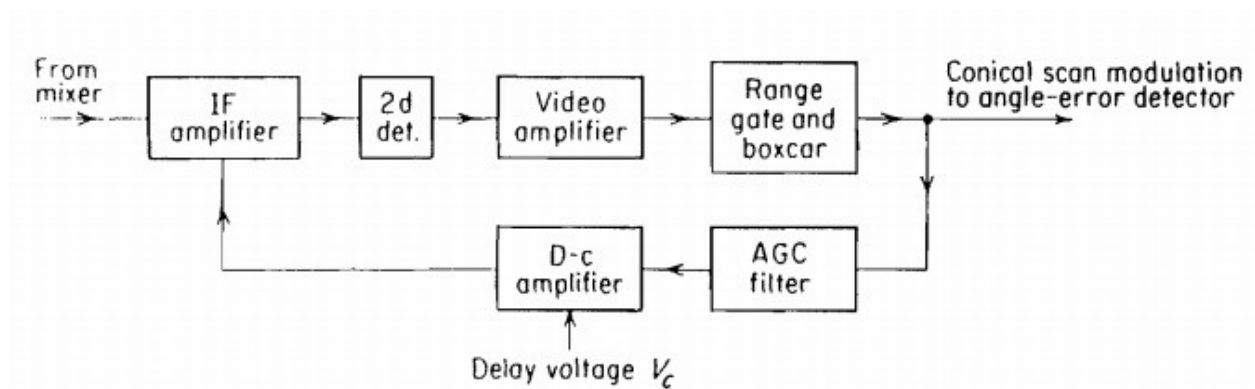 From
mixer
IF
amplifier
2d
det.
Video
amplifier
Range
gate and
boxcar
Conical scan modulation
to angle-error detector
D-c
amplifier
AGC
filter
Delay voltage Vc